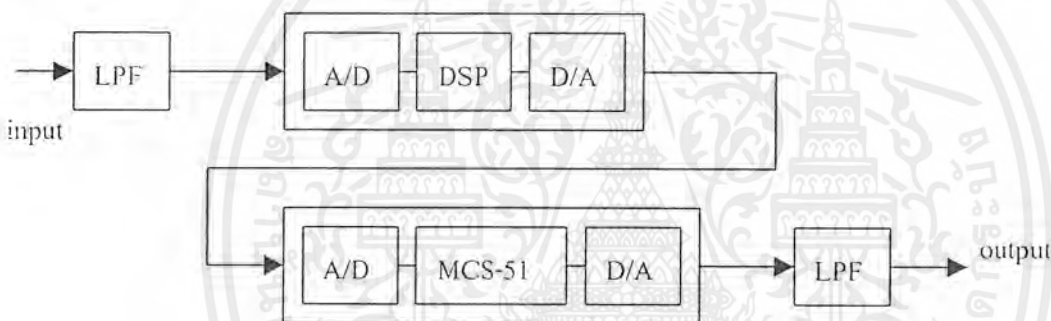 LPF
A/D
DSP
D/A
input
A/D
MCS-51
D/A
LPF
output